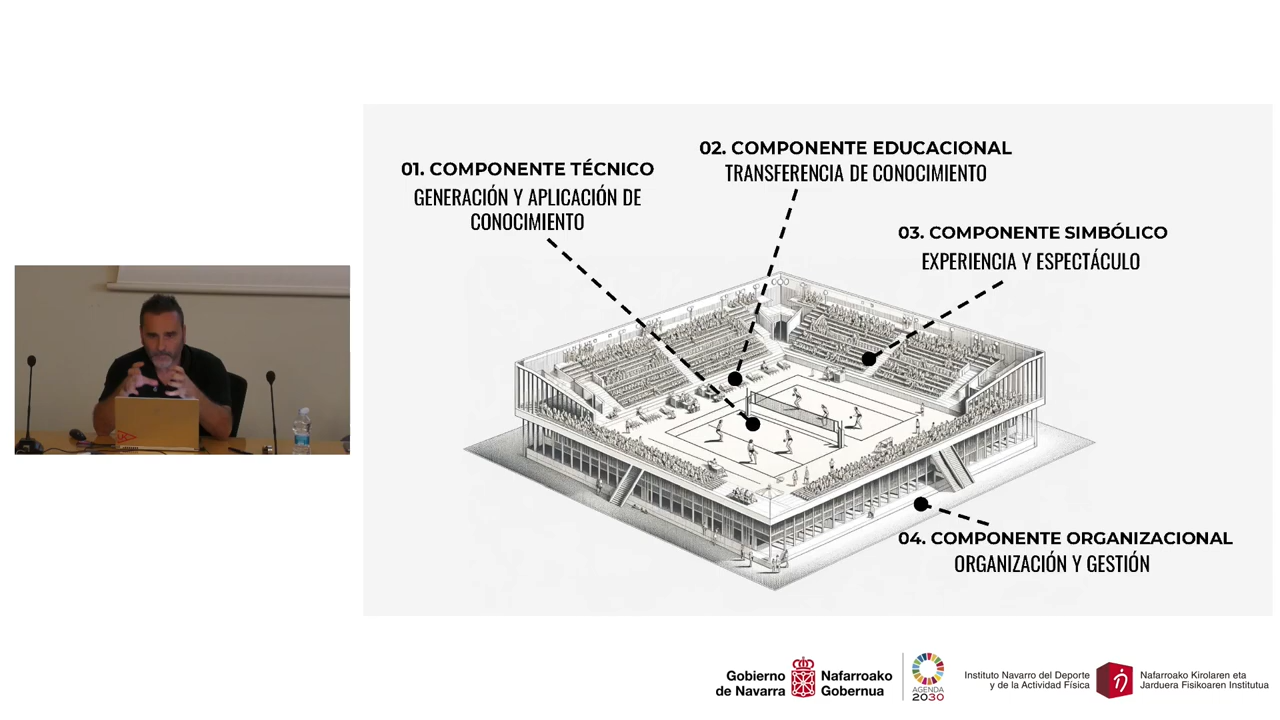 01. COMPONENTE TÉCNICO
GENERACIÓN Y APLICACIÓN DE
CONOCIMIENTO
02. COMPONENTE EDUCACIONAL
TRANSFERENCIA DE CONOCIMIENTO
03. COMPONENTE SIMBÓLICO
EXPERIENCIA Y ESPECTÁCULO
04. COMPONENTE ORGANIZACIONAL
ORGANIZACIÓN Y GESTIÓN
Gobierno
de Navarra
Nafarroako
Gobernua
AGENDA
2030
Instituto Navarro del Deporte
y de la Actividad Física
Nafarroako Kirolaren eta
Jarduera Fisikoaren Institutua